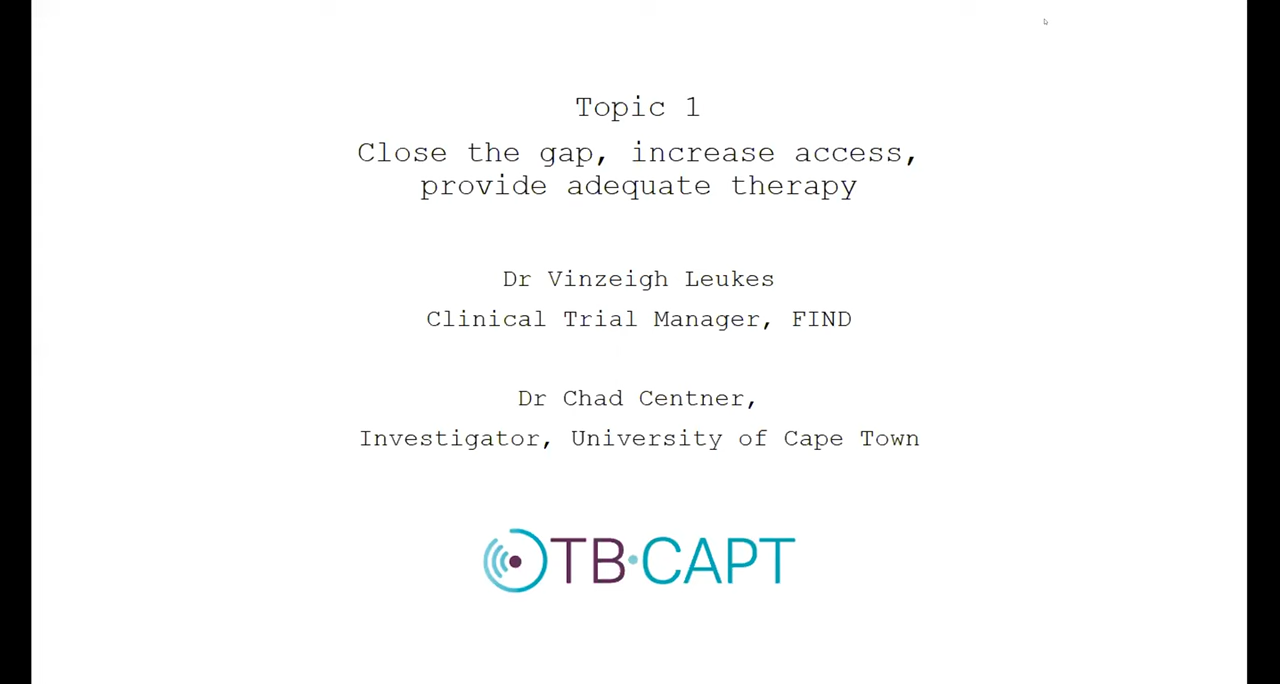 Topic 1
Close the gap, increase access,
provide adequate therapy
Dr Vinzeigh Leukes
Clinical Trial Manager, FIND
Dr Chad Centner,
Investigator, University of Cape Town
TB·CAPT